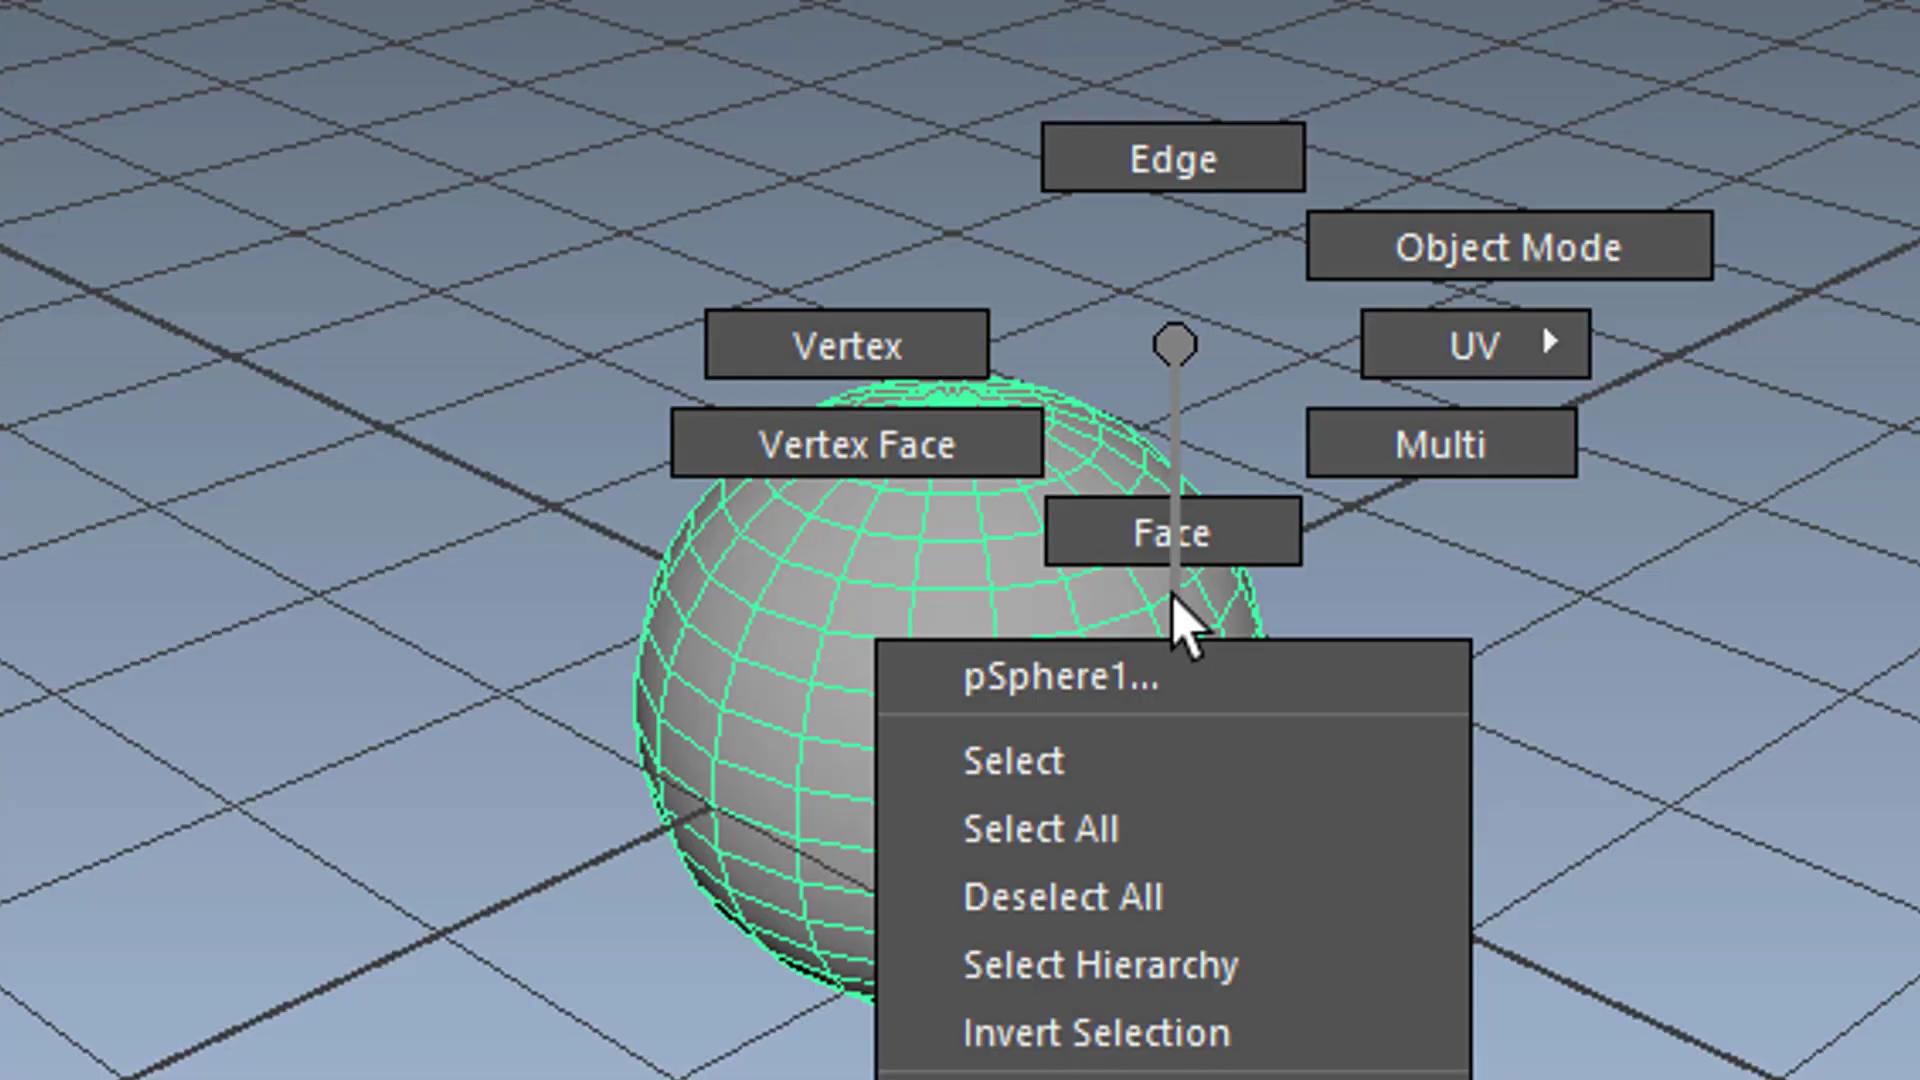 Edge
Object Mode
Vertex
UV
Vertex Face
Multi
Face
pSphere1...
Select
Select All
Deselect All
Select Hierarchy
Invert Selection